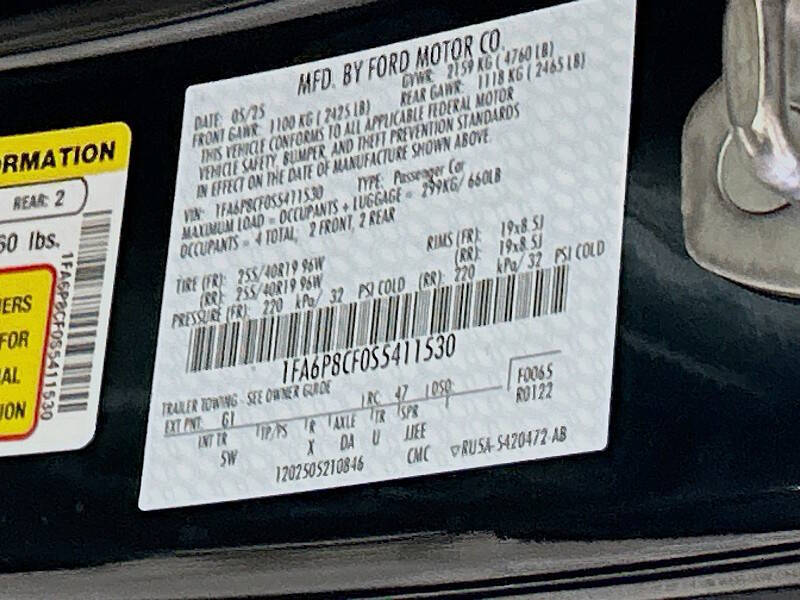 MFD. BY FORD MOTOR CO.
DATE: 05/25 GVWR: 2159 KG ( 4760 LB)
FRONT GAWR: 1100 KG ( 2425 LB) REAR GAWR: 1118 KG ( 2465 LB)
THIS VEHICLE CONFORMS TO ALL APPLICABLE FEDERAL MOTOR
VEHICLE SAFETY, BUMPER, AND THEFT PREVENTION STANDARDS
IN EFFECT ON THE DATE OF MANUFACTURE SHOWN ABOVE.
VIN: 1FA6P8CF0S5411530 TYPE: Passenger Car
MAXIMUM LOAD = OCCUPANTS + LUGGAGE = 299KG/ 660LB
OCCUPANTS = 4 TOTAL, 2 FRONT, 2 REAR
TIRE (FR): 255/40R19 96W RIMS (FR): 19x8.5J
(RR): 255/40R19 96W (RR): 19x8.5J
PRESSURE (FR): 220 kPa/ 32 PSI COLD (RR): 220 kPa/ 32 PSI COLD
1FA6P8CF0S5411530
TRAILER TOWING - SEE OWNER GUIDE
EXT PNT: G1 RC: 47 DSO: F0065
R0122
INT TR TP/PS R AXLE TR SPR
SW X DA U JJEE
1202505210846 CMC RU5A-5420472-AB
ORMATION
REAR: 2
60 lbs.
ERS
FOR
AL
ION
1FA6P8CF0S5411530